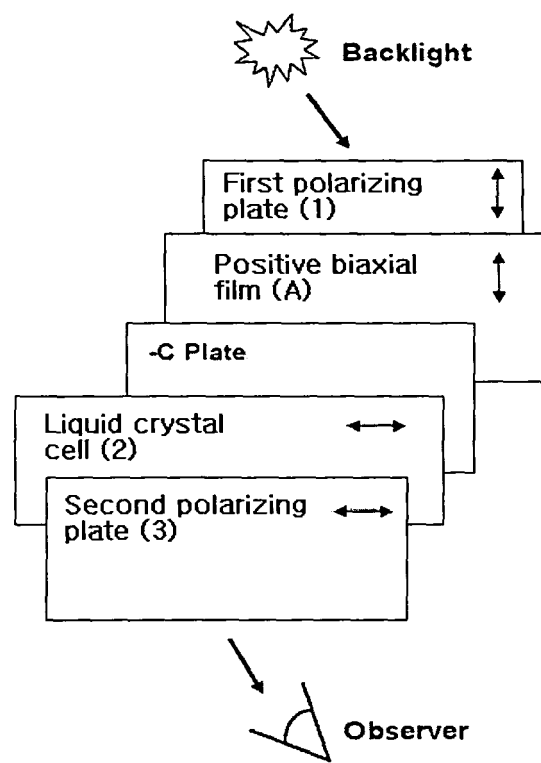 Backlight
First polarizing
plate (1)
Positive biaxial
film (A)
-C Plate
Liquid crystal
cell (2)
Second polarizing
plate (3)
Observer